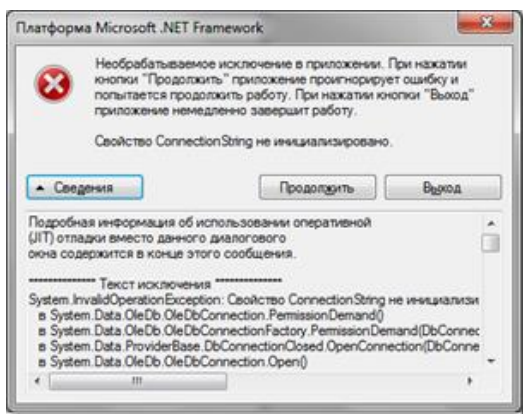 Платформа Microsoft .NET Framework
Необрабатываемое исключение в приложении. При нажатии
кнопки "Продолжить" приложение проигнорирует ошибку и
попытается продолжить работу. При нажатии кнопки "Выход"
приложение немедленно завершит работу.
Свойство ConnectionString не инициализировано.
Сведения
Продолжить
Выход
Подробная информация об использовании оперативной
(JIT) отладки вместо данного диалогового
окна содержится в конце этого сообщения.
************** Текст исключения **************
System.InvalidOperationException: Свойство ConnectionString не инициализи
в System.Data.OleDb.OleDbConnection.PermissionDemand()
в System.Data.OleDb.OleDbConnectionFactory.PermissionDemand(DbConnec
в System.Data.ProviderBase.DbConnectionClosed.OpenConnection(DbConne
в System.Data.OleDb.OleDbConnection.Open()